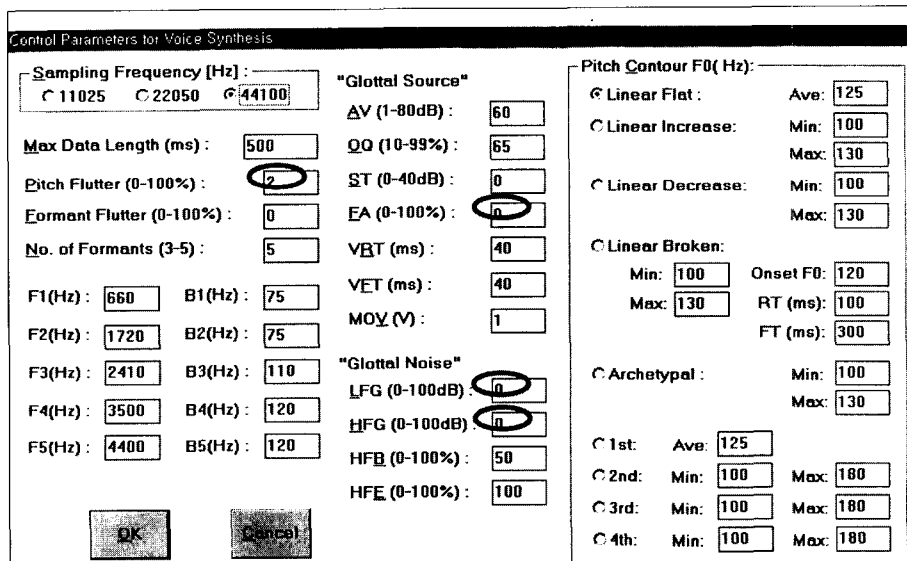 Control Parameters for Voice Synthesis
Sampling Frequency [Hz] :
11025 22050 44100
Max Data Length (ms) : 500
Pitch Flutter (0-100%) : 2
Formant Flutter (0-100%) : 0
No. of Formants (3-5) : 5
F1(Hz) : 660 B1(Hz) : 75
F2(Hz) : 1720 B2(Hz) : 75
F3(Hz) : 2410 B3(Hz) : 110
F4(Hz) : 3500 B4(Hz) : 120
F5(Hz) : 4400 B5(Hz) : 120
OK Cancel
"Glottal Source"
AV (1-80dB) : 60
OQ (10-99%) : 65
ST (0-40dB) : 0
FA (0-100%) : 0
VRT (ms) : 40
VFT (ms) : 40
MOV (V) : 1
"Glottal Noise"
LFG (0-100dB) : 0
HFG (0-100dB) : 0
HFB (0-100%) : 50
HFE (0-100%) : 100
Pitch Contour F0( Hz):
Linear Flat : Ave: 125
Linear Increase: Min: 100
Max: 130
Linear Decrease: Min: 100
Max: 130
Linear Broken:
Min: 100 Onset F0: 120
Max: 130 RT (ms): 100
FT (ms): 300
Archetypal : Min: 100
Max: 130
1st: Ave: 125
2nd: Min: 100 Max: 180
3rd: Min: 100 Max: 180
4th: Min: 100 Max: 180